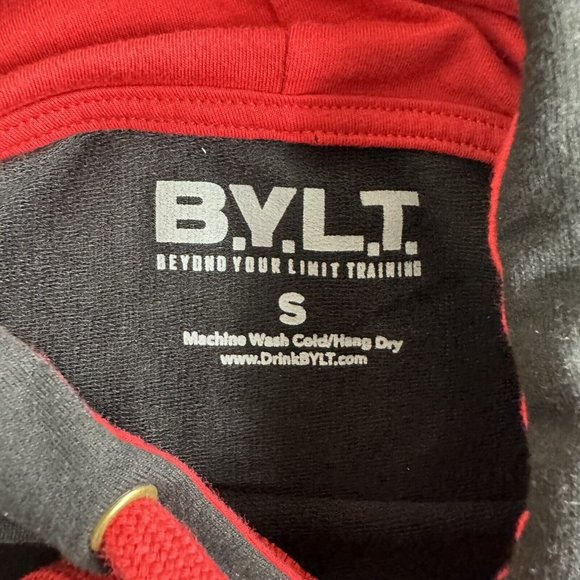 B.Y.L.T.
BEYOND YOUR LIMIT TRAINING
S
Machine Wash Cold/Hang Dry
www.DrinkBYLT.com